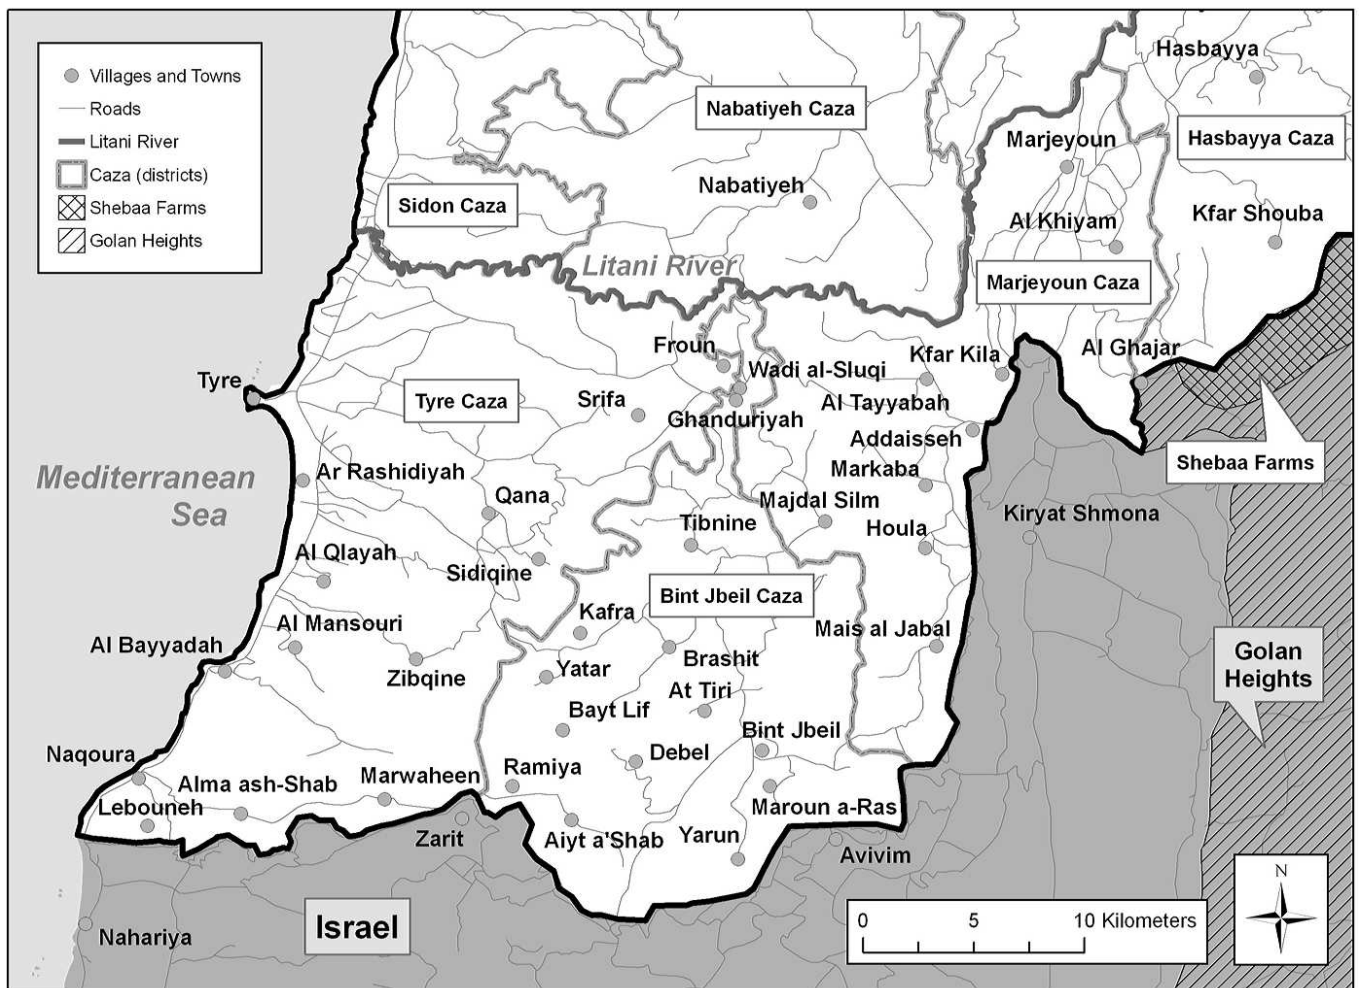 Villages and Towns
Roads
Litani River
Caza (districts)
Shebaa Farms
Golan Heights
Hasbayya
Nabatiyeh Caza
Marjeyoun
Hasbayya Caza
Nabatiyeh
Sidon Caza
Al Khiyam
Kfar Shouba
Litani River
Marjeyoun Caza
Froun
Kfar Kila
Al Ghajar
Tyre
Wadi al-Sluqi
Tyre Caza
Srifa
Al Tayyabah
Ghanduriyah
Addaisseh
Markaba
Shebaa Farms
Mediterranean
Sea
Ar Rashidiyah
Qana
Majdal Silm
Kiryat Shmona
Tibnine
Houla
Al Qlayah
Sidiqine
Bint Jbeil Caza
Kafra
Al Mansouri
Mais al Jabal
Al Bayyadah
Golan
Heights
Zibqine
Yatar
Brashit
At Tiri
Bayt Lif
Bint Jbeil
Naqoura
Debel
Alma ash-Shab
Marwaheen
Ramiya
Lebouneh
Maroun a-Ras
Zarit
Aiyt a'Shab
Yarun
Avivim
N
Israel
Nahariya
0 5 10 Kilometers